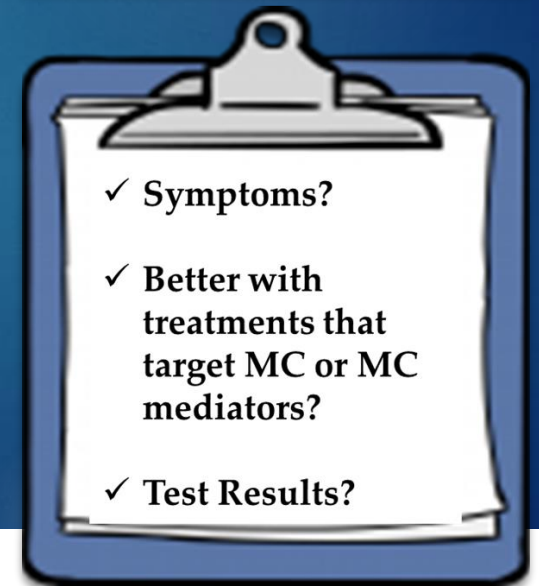 ✓ Symptoms?
✓ Better with
treatments that
target MC or MC
mediators?
✓ Test Results?